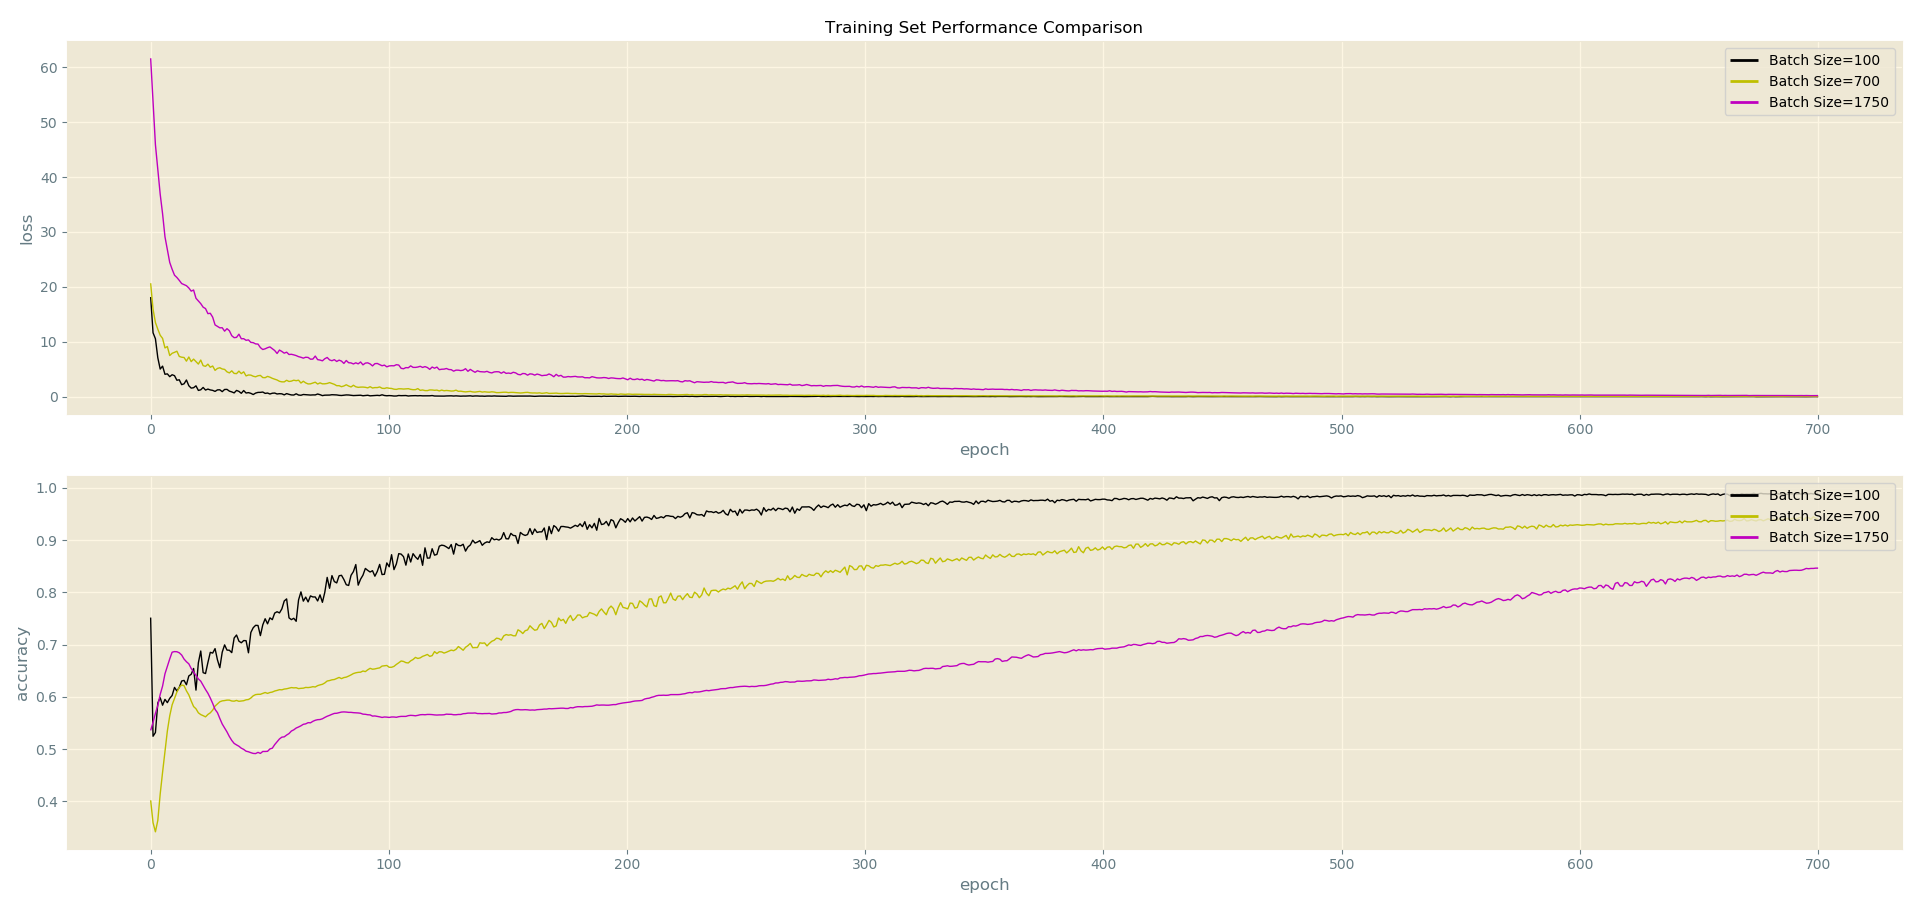 Training Set Performance Comparison
60
50
40
30
20
10
0
loss
Batch Size=100
Batch Size=700
Batch Size=1750
0 100 200 300 400 500 600 700
epoch
1.0
0.9
0.8
0.7
0.6
0.5
0.4
accuracy
Batch Size=100
Batch Size=700
Batch Size=1750
0 100 200 300 400 500 600 700
epoch